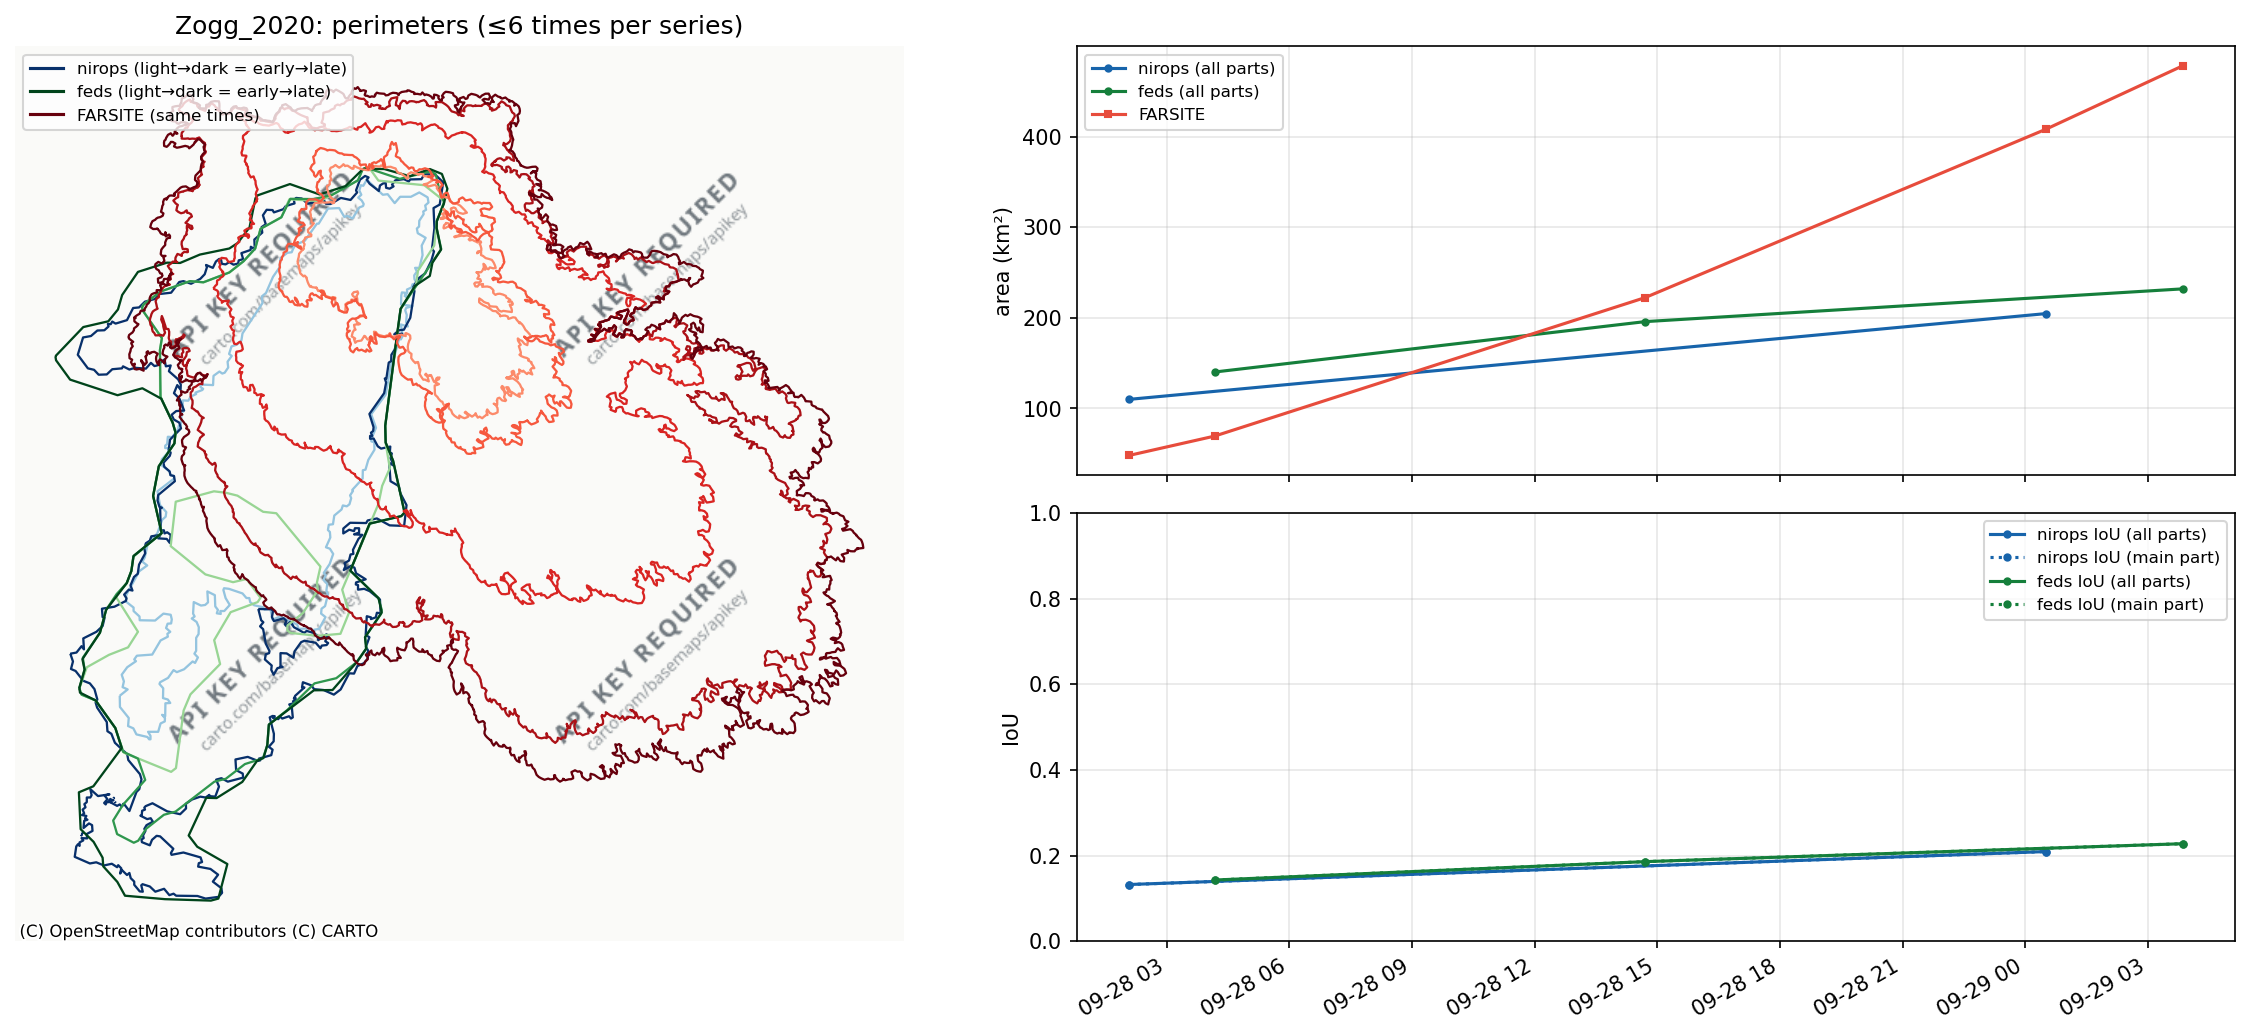 Zogg_2020: perimeters (≤6 times per series)
nirops (light→dark = early→late)
feds (light→dark = early→late)
FARSITE (same times)
API KEY REQUIRED
carto.com/basemaps/apikey
API KEY REQUIRED
carto.com/basemaps/apikey
API KEY REQUIRED
carto.com/basemaps/apikey
API KEY REQUIRED
carto.com/basemaps/apikey
(C) OpenStreetMap contributors (C) CARTO
nirops (all parts)
feds (all parts)
FARSITE
area (km²)
400
300
200
100
nirops IoU (all parts)
nirops IoU (main part)
feds IoU (all parts)
feds IoU (main part)
IoU
1.0
0.8
0.6
0.4
0.2
0.0
09-28 03
09-28 06
09-28 09
09-28 12
09-28 15
09-28 18
09-28 21
09-29 00
09-29 03